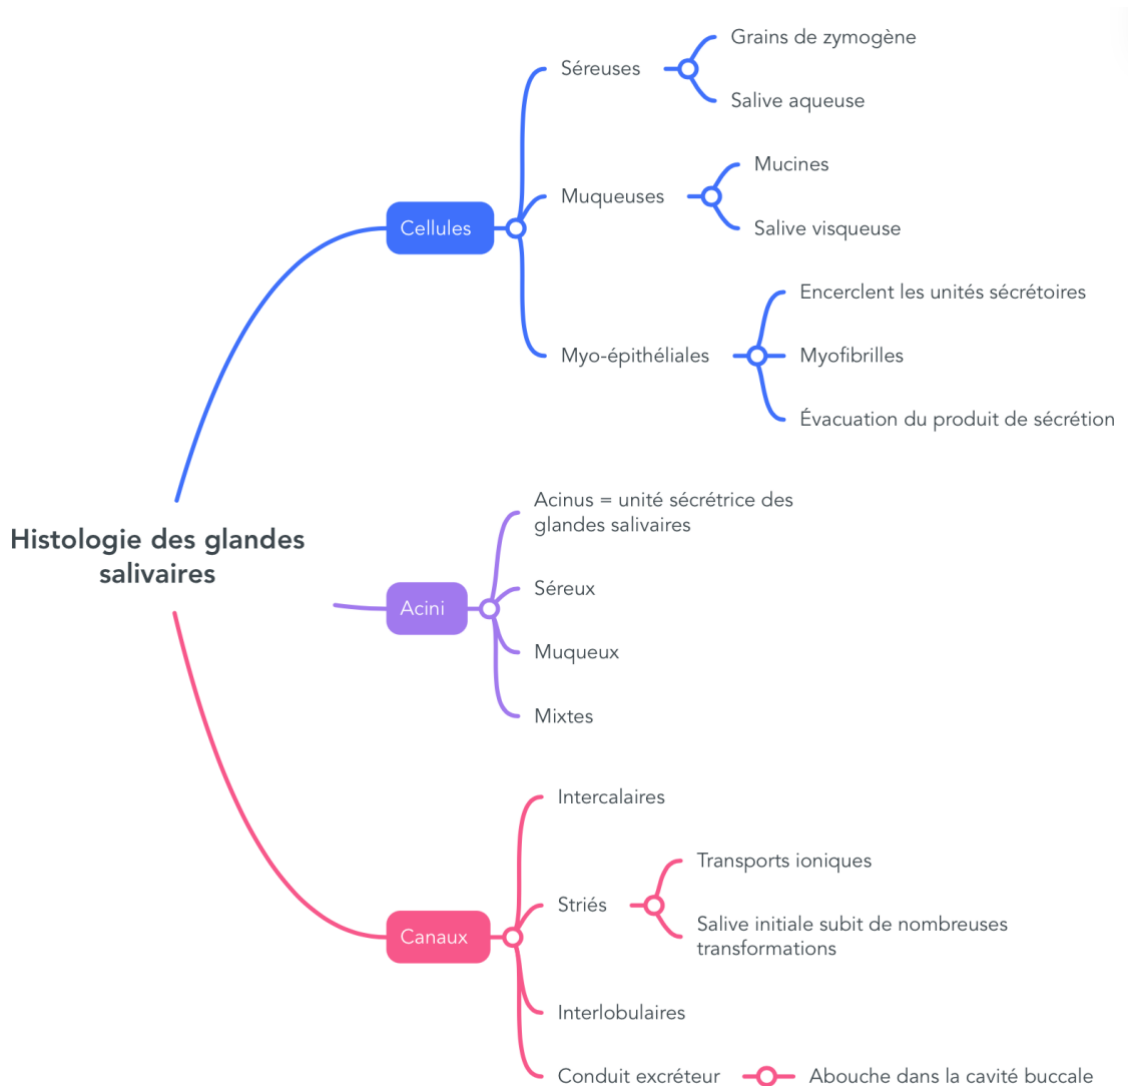 Histologie des glandes
salivaires
Cellules
Séreuses
Grains de zymogène
Salive aqueuse
Muqueuses
Mucines
Salive visqueuse
Myo-épithéliales
Encerclent les unités sécrétoires
Myofibrilles
Évacuation du produit de sécrétion
Acini
Acinus = unité sécrétrice des
glandes salivaires
Séreux
Muqueux
Mixtes
Canaux
Intercalaires
Striés
Transports ioniques
Salive initiale subit de nombreuses
transformations
Interlobulaires
Conduit excréteur
Abouche dans la cavité buccale